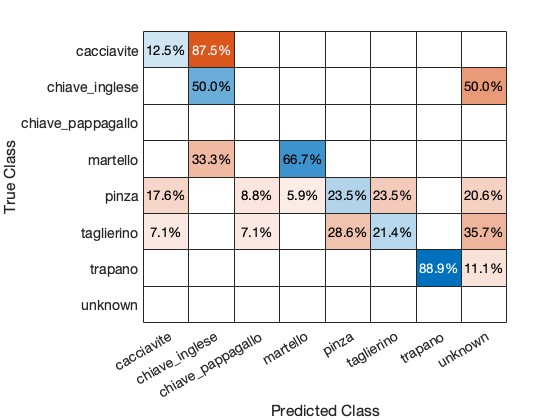 True Class
cacciavite 12.5% 87.5%
chiave_inglese 50.0% 50.0%
chiave_pappagallo
martello 33.3% 66.7%
pinza 17.6% 8.8% 5.9% 23.5% 23.5% 20.6%
taglierino 7.1% 7.1% 28.6% 21.4% 35.7%
trapano 88.9% 11.1%
unknown
cacciavite chiave_inglese chiave_pappagallo martello pinza taglierino trapano unknown
Predicted Class